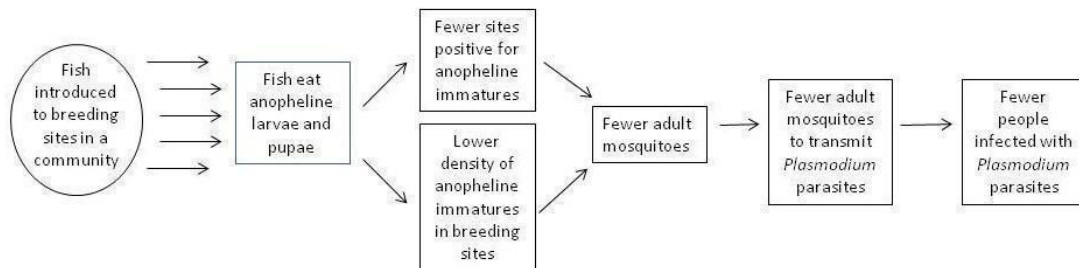 Fish
introduced
to breeding
sites in a
community
Fish eat
anopheline
larvae and
pupae
Fewer sites
positive for
anopheline
immatures
Lower
density of
anopheline
immatures
in breeding
sites
Fewer adult
mosquitoes
Fewer adult
mosquitoes
to transmit
Plasmodium
parasites
Fewer
people
infected with
Plasmodium
parasites